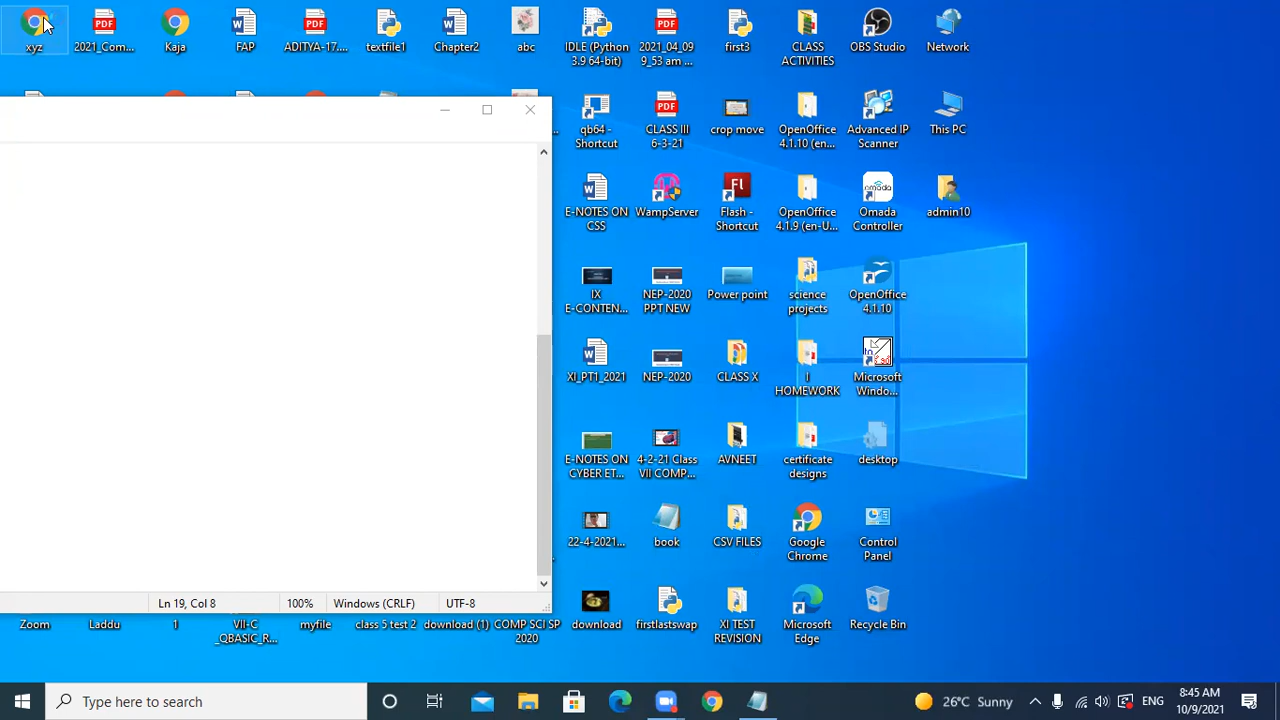 xyz
2021_Com...
Kaja
FAP
ADITYA-17....
textfile1
Chapter2
abc
IDLE (Python
3.9 64-bit)
2021_04_09
9_53 am ...
first3
CLASS
ACTIVITIES
OBS Studio
Network
qb64 -
Shortcut
CLASS III
6-3-21
crop move
OpenOffice
4.1.10 (en...
Advanced IP
Scanner
This PC
E-NOTES ON
CSS
WampServer
Flash -
Shortcut
OpenOffice
4.1.9 (en-U...
Omada
Controller
admin10
IX
E-CONTEN...
NEP-2020
PPT NEW
Power point
science
projects
OpenOffice
4.1.10
XI_PT1_2021
NEP-2020
CLASS X
I
HOMEWORK
Microsoft
Windo...
E-NOTES ON
CYBER ET...
4-2-21 Class
VII COMP...
AVNEET
certificate
designs
desktop
22-4-2021...
book
CSV FILES
Google
Chrome
Control
Panel
Ln 19, Col 8
100%
Windows (CRLF)
UTF-8
Zoom
Laddu
1
VII-C
_QBASIC_R...
myfile
class 5 test 2
download (1)
COMP SCI SP
2020
download
firstlastswap
XI TEST
REVISION
Microsoft
Edge
Recycle Bin
Type here to search
26°C Sunny
ENG
8:45 AM
10/9/2021